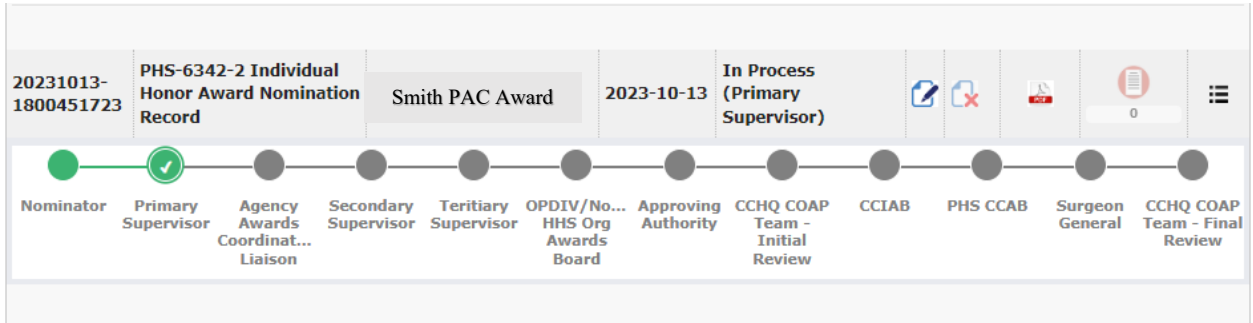 20231013-
1800451723
PHS-6342-2 Individual
Honor Award Nomination
Record
Smith PAC Award
2023-10-13
In Process
(Primary
Supervisor)
PDF
0
Nominator
Primary
Supervisor
Agency
Awards
Coordinat...
Liaison
Secondary
Supervisor
Teritiary
Supervisor
OPDIV/No...
HHS Org
Awards
Board
Approving
Authority
CCHQ COAP
Team -
Initial
Review
CCIAB
PHS CCAB
Surgeon
General
CCHQ COAP
Team - Final
Review